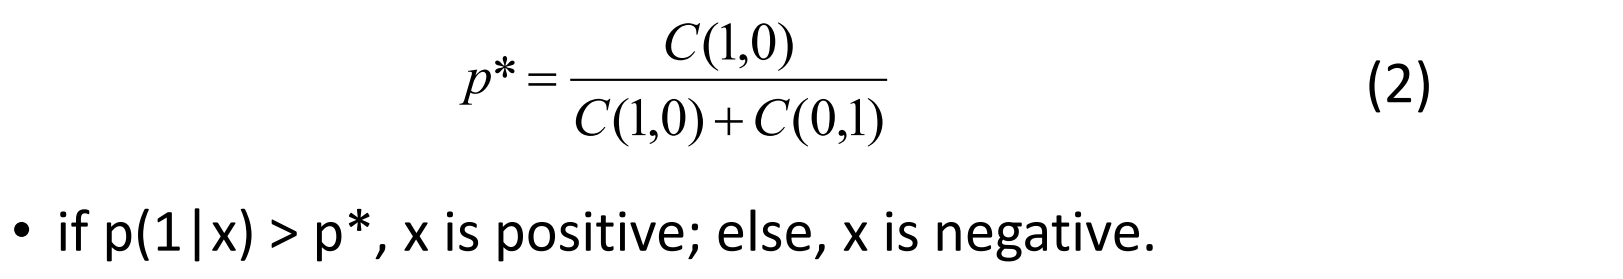 p* = C(1,0) / C(1,0) + C(0,1) (2)
• if p(1|x) > p*, x is positive; else, x is negative.